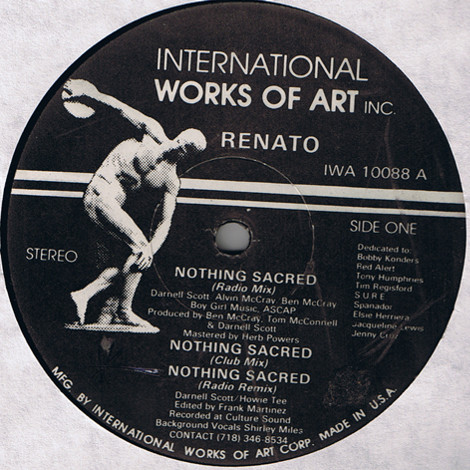 INTERNATIONAL
WORKS OF ART INC.
RENATO
IWA 10088 A
SIDE ONE
STEREO
Dedicated to:
Bobby Konders
Red Alert
Tony Humphries
Tim Regisford
S U R E
Spanador
Elsie Herriera
Jacqueline Lewis
Jenny Cruz
NOTHING SACRED
(Radio Mix)
Darnell Scott Alvin McCray Ben McCray
Boy Girl Music, ASCAP
Produced by Ben McCray, Tom McConnell
& Darnell Scott
Mastered by Herb Powers
NOTHING SACRED
(Club Mix)
NOTHING SACRED
(Radio Remix)
Darnell Scott/Howie Tee
Edited by Frank Martinez
Recorded at Culture Sound
Background Vocals Shirley Miles
CONTACT (718) 346-8534
MFG. BY INTERNATIONAL WORKS OF ART CORP. MADE IN U.S.A.